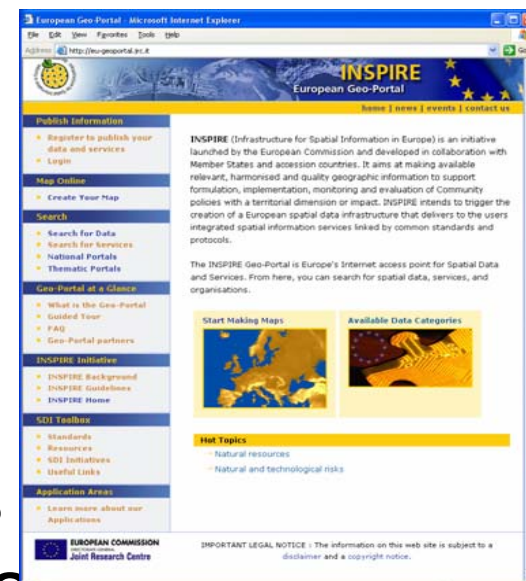 European Geo-Portal - Microsoft Internet Explorer
File Edit View Favorites Tools Help
Address http://eu-geoportal.jrc.it Go
INSPIRE
European Geo-Portal
home | news | events | contact us
Publish Information
Register to publish your
data and services
Login
Map Online
Create Your Map
Search
Search for Data
Search for Services
National Portals
Thematic Portals
Geo-Portal at a Glance
What is the Geo-Portal
Guided Tour
FAQ
Geo-Portal partners
INSPIRE Initiative
INSPIRE Background
INSPIRE Guidelines
INSPIRE Home
SDI Toolbox
Standards
Resources
SDI Initiatives
Useful Links
Application Areas
Learn more about our
Applications
INSPIRE (Infrastructure for Spatial Information in Europe) is an initiative
launched by the European Commission and developed in collaboration with
Member States and accession countries. It aims at making available
relevant, harmonised and quality geographic information to support
formulation, implementation, monitoring and evaluation of Community
policies with a territorial dimension or impact. INSPIRE intends to trigger the
creation of a European spatial data infrastructure that delivers to the users
integrated spatial information services linked by common standards and
protocols.
The INSPIRE Geo-Portal is Europe's Internet access point for Spatial Data
and Services. From here, you can search for spatial data, services, and
organisations.
Start Making Maps
Available Data Categories
Hot Topics
Natural resources
Natural and technological risks
EUROPEAN COMMISSION
DIRECTORATE GENERAL
Joint Research Centre
IMPORTANT LEGAL NOTICE : The information on this web site is subject to a
disclaimer and a copyright notice.